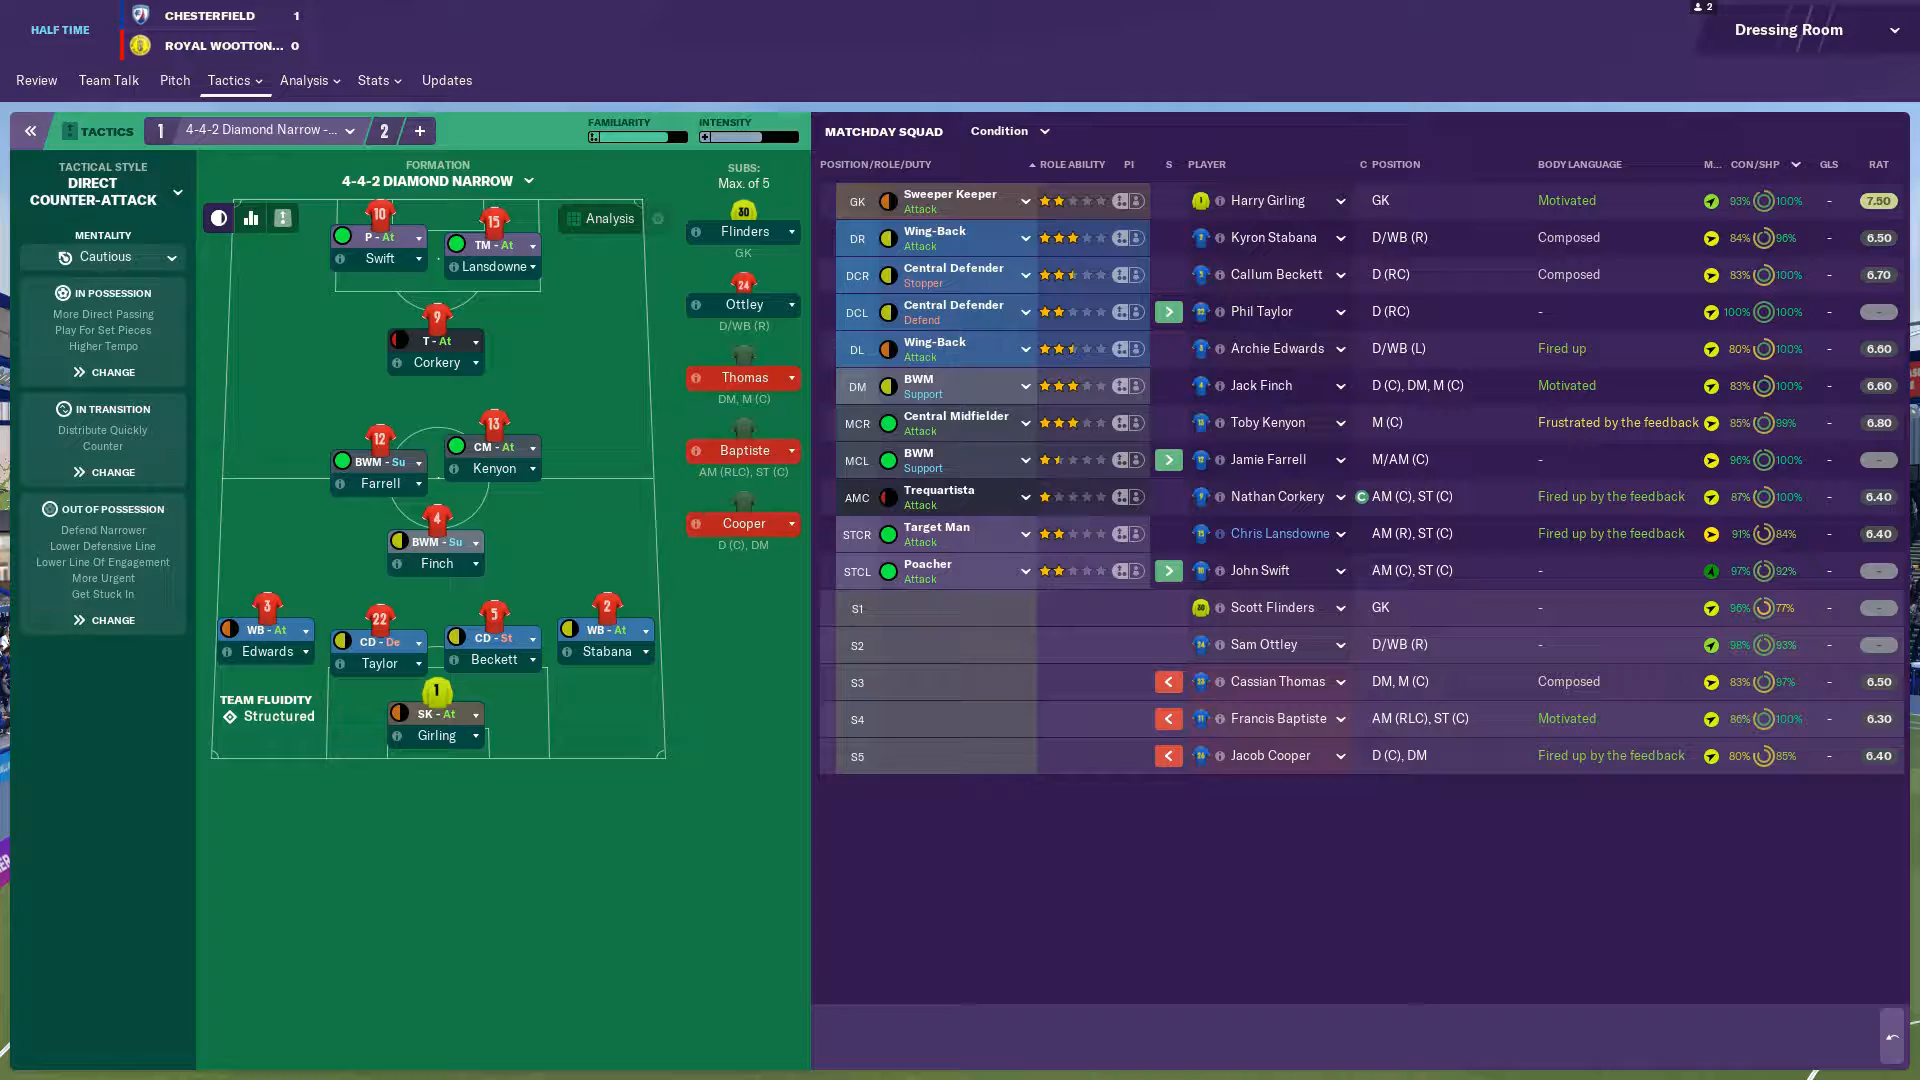 HALF TIME
CHESTERFIELD 1
ROYAL WOOTTON... 0
2
Dressing Room
Review Team Talk Pitch Tactics Analysis Stats Updates
TACTICS 1 4-4-2 Diamond Narrow -... 2 +
FAMILIARITY INTENSITY
TACTICAL STYLE
DIRECT
COUNTER-ATTACK
MENTALITY
Cautious
IN POSSESSION
More Direct Passing
Play For Set Pieces
Higher Tempo
CHANGE
IN TRANSITION
Distribute Quickly
Counter
CHANGE
OUT OF POSSESSION
Defend Narrower
Lower Defensive Line
Lower Line Of Engagement
More Urgent
Get Stuck In
CHANGE
FORMATION
4-4-2 DIAMOND NARROW
Analysis
10
P - At
Swift
15
TM - At
Lansdowne
9
T - At
Corkery
12
BWM - Su
Farrell
13
CM - At
Kenyon
4
BWM - Su
Finch
3
WB - At
Edwards
22
CD - De
Taylor
5
CD - St
Beckett
2
WB - At
Stabana
1
SK - At
Girling
TEAM FLUIDITY
Structured
SUBS:
Max. of 5
30
Flinders
GK
24
Ottley
D/WB (R)
Thomas
DM, M (C)
Baptiste
AM (RLC), ST (C)
Cooper
D (C), DM
MATCHDAY SQUAD Condition
POSITION/ROLE/DUTY ROLE ABILITY PI S PLAYER C POSITION BODY LANGUAGE M... CON/SHP GLS RAT
GK Sweeper Keeper Attack Harry Girling GK Motivated 93% 100% - 7.50
DR Wing-Back Attack Kyron Stabana D/WB (R) Composed 84% 96% - 6.50
DCR Central Defender Stopper Callum Beckett D (RC) Composed 83% 100% - 6.70
DCL Central Defender Defend Phil Taylor D (RC) - 100% 100% - -
DL Wing-Back Attack Archie Edwards D/WB (L) Fired up 80% 100% - 6.60
DM BWM Support Jack Finch D (C), DM, M (C) Motivated 83% 100% - 6.60
MCR Central Midfielder Attack Toby Kenyon M (C) Frustrated by the feedback 85% 99% - 6.80
MCL BWM Support Jamie Farrell M/AM (C) - 96% 100% - -
AMC Trequartista Attack Nathan Corkery C AM (C), ST (C) Fired up by the feedback 87% 100% - 6.40
STCR Target Man Attack Chris Lansdowne AM (R), ST (C) Fired up by the feedback 91% 84% - 6.40
STCL Poacher Attack John Swift AM (C), ST (C) - 97% 92% - -
S1 Scott Flinders GK - 96% 77% - -
S2 Sam Ottley D/WB (R) - 98% 93% - -
S3 Cassian Thomas DM, M (C) Composed 83% 97% - 6.50
S4 Francis Baptiste AM (RLC), ST (C) Motivated 86% 100% - 6.30
S5 Jacob Cooper D (C), DM Fired up by the feedback 80% 85% - 6.40